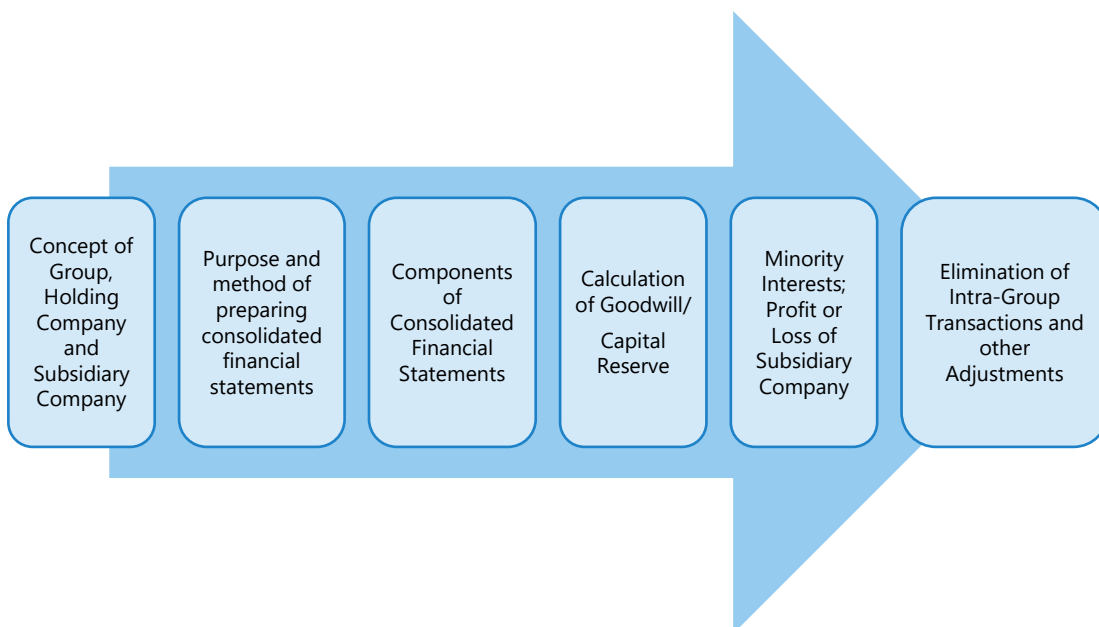 Concept of
Group,
Holding
Company
and
Subsidiary
Company
Purpose and
method of
preparing
consolidated
financial
statements
Components
of
Consolidated
Financial
Statements
Calculation
of Goodwill/
Capital
Reserve
Minority
Interests;
Profit or
Loss of
Subsidiary
Company
Elimination of
Intra-Group
Transactions and
other
Adjustments